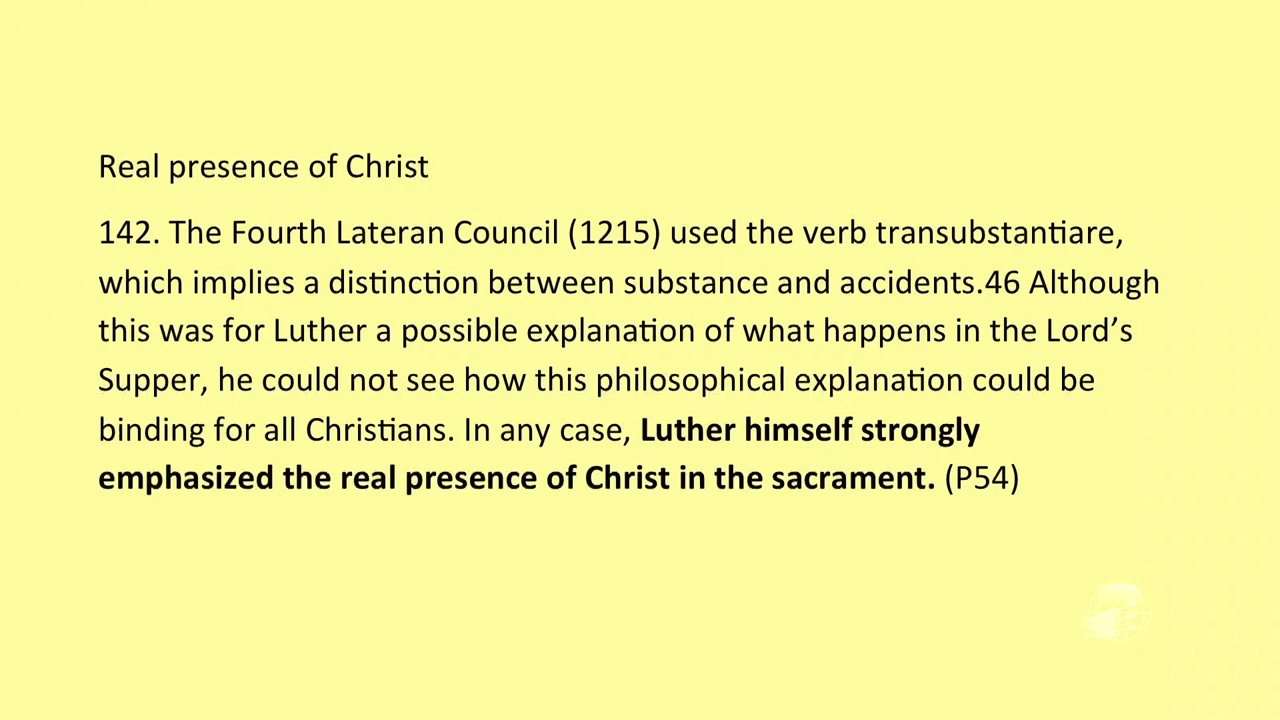 Real presence of Christ
142. The Fourth Lateran Council (1215) used the verb transubstantiare,
which implies a distinction between substance and accidents.46 Although
this was for Luther a possible explanation of what happens in the Lord’s
Supper, he could not see how this philosophical explanation could be
binding for all Christians. In any case, Luther himself strongly
emphasized the real presence of Christ in the sacrament. (P54)